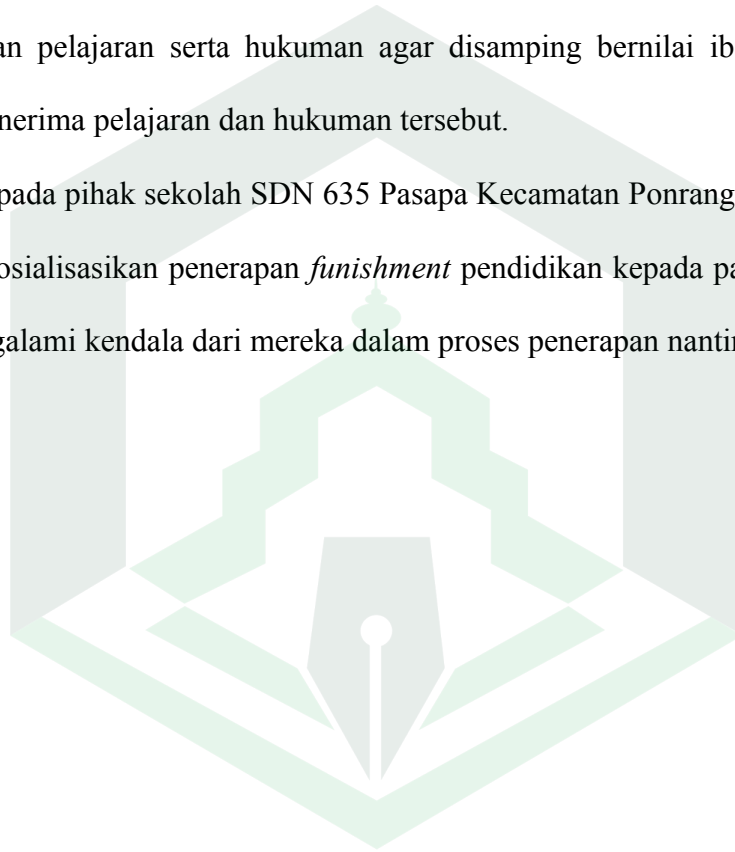 an pelajaran serta hukuman agar disamping bernilai ib
nerima pelajaran dan hukuman tersebut.
pada pihak sekolah SDN 635 Pasapa Kecamatan Ponrang
osialisasikan penerapan funishment pendidikan kepada pa
galami kendala dari mereka dalam proses penerapan nantin